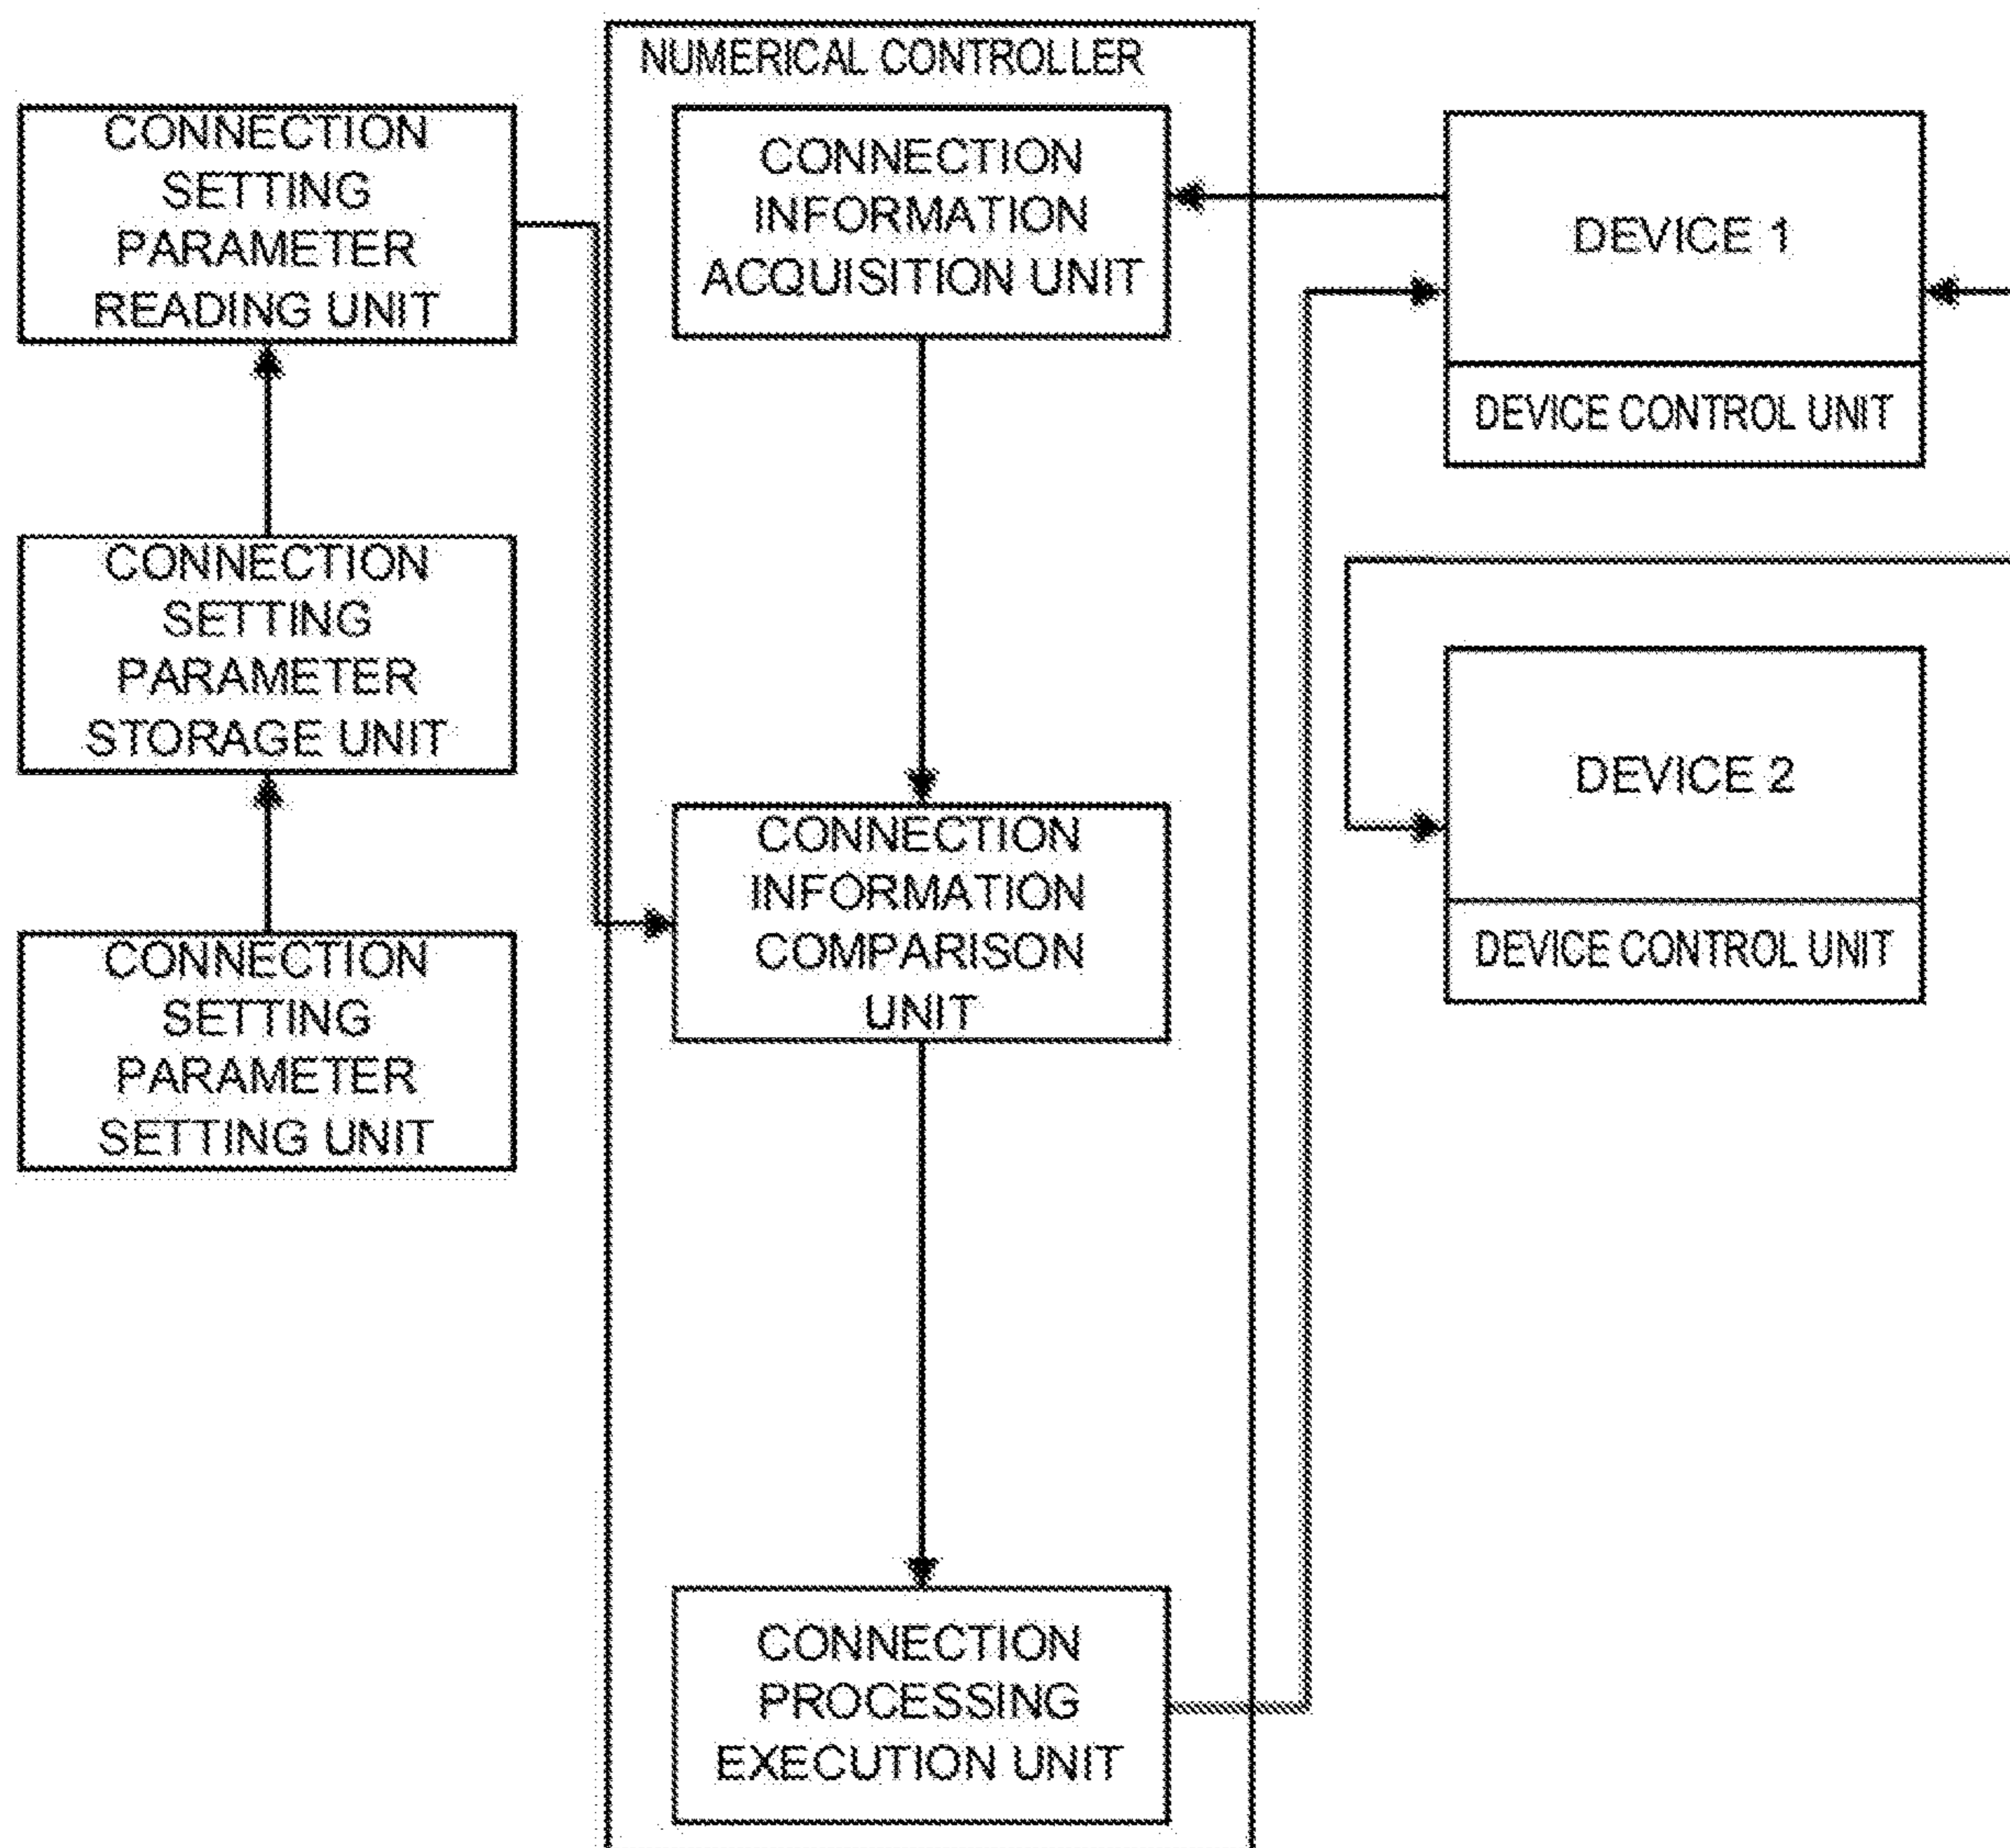 NUMERICAL CONTROLLER
CONNECTION
SETTING
PARAMETER
READING UNIT
CONNECTION
SETTING
PARAMETER
STORAGE UNIT
CONNECTION
SETTING
PARAMETER
SETTING UNIT
CONNECTION
INFORMATION
ACQUISITION UNIT
CONNECTION
INFORMATION
COMPARISON
UNIT
CONNECTION
PROCESSING
EXECUTION UNIT
DEVICE 1
DEVICE CONTROL UNIT
DEVICE 2
DEVICE CONTROL UNIT